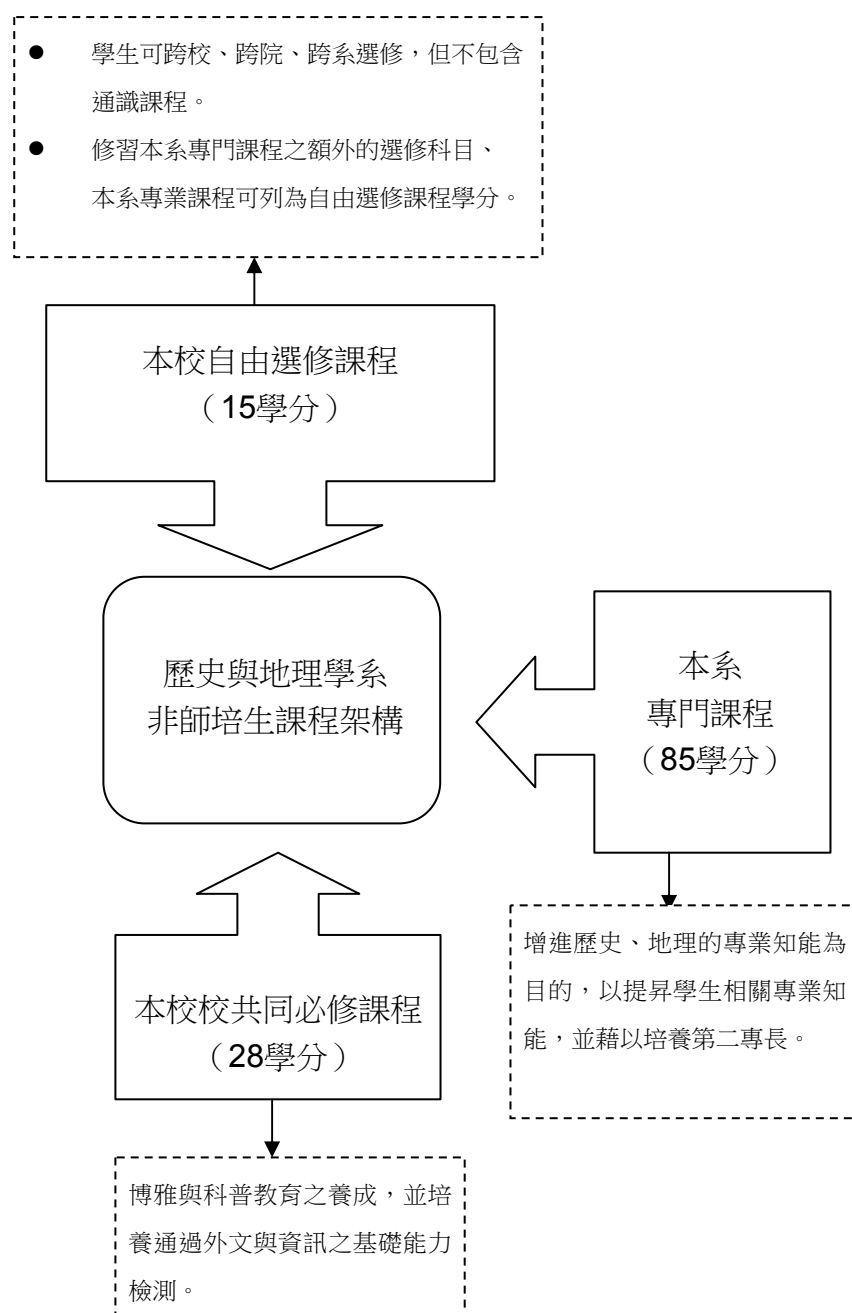 ● 學生可跨校、跨院、跨系選修，但不包含
通識課程。
● 修習本系專門課程之額外的選修科目、
本系專業課程可列為自由選修課程學分。
本校自由選修課程
（15學分）
歷史與地理學系
非師培生課程架構
本系
專門課程
（85學分）
增進歷史、地理的專業知能為
目的，以提昇學生相關專業知
能，並藉以培養第二專長。
本校校共同必修課程
（28學分）
博雅與科普教育之養成，並培
養通過外文與資訊之基礎能力
檢測。